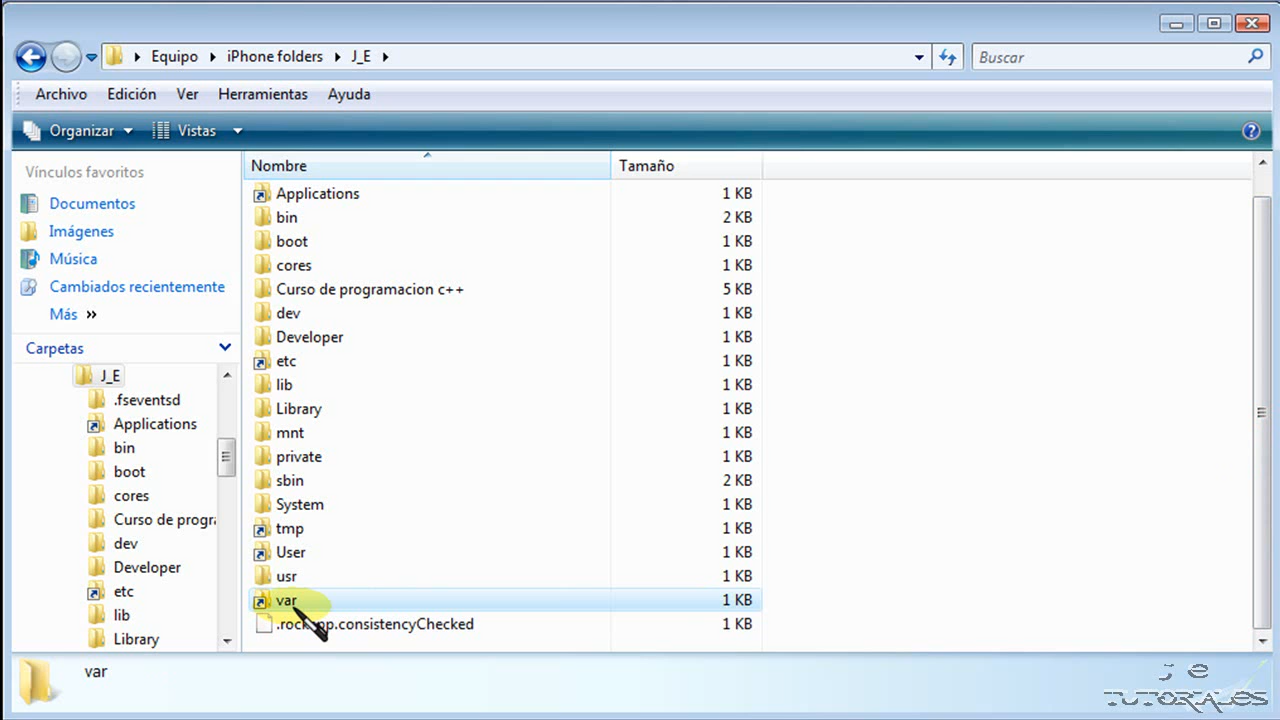 Equipo iPhone folders J_E
Buscar
Archivo Edición Ver Herramientas Ayuda
Organizar Vistas
Vínculos favoritos
Documentos
Imágenes
Música
Cambiados recientemente
Más »
Carpetas
J_E
.fseventsd
Applications
bin
boot
cores
Curso de progra
dev
Developer
etc
lib
Library
Nombre Tamaño
Applications 1 KB
bin 2 KB
boot 1 KB
cores 1 KB
Curso de programacion c++ 5 KB
dev 1 KB
Developer 1 KB
etc 1 KB
lib 1 KB
Library 1 KB
mnt 1 KB
private 1 KB
sbin 2 KB
System 1 KB
tmp 1 KB
User 1 KB
usr 1 KB
var 1 KB
.rockapp.consistencyChecked 1 KB
var
J e
TUTORIALES